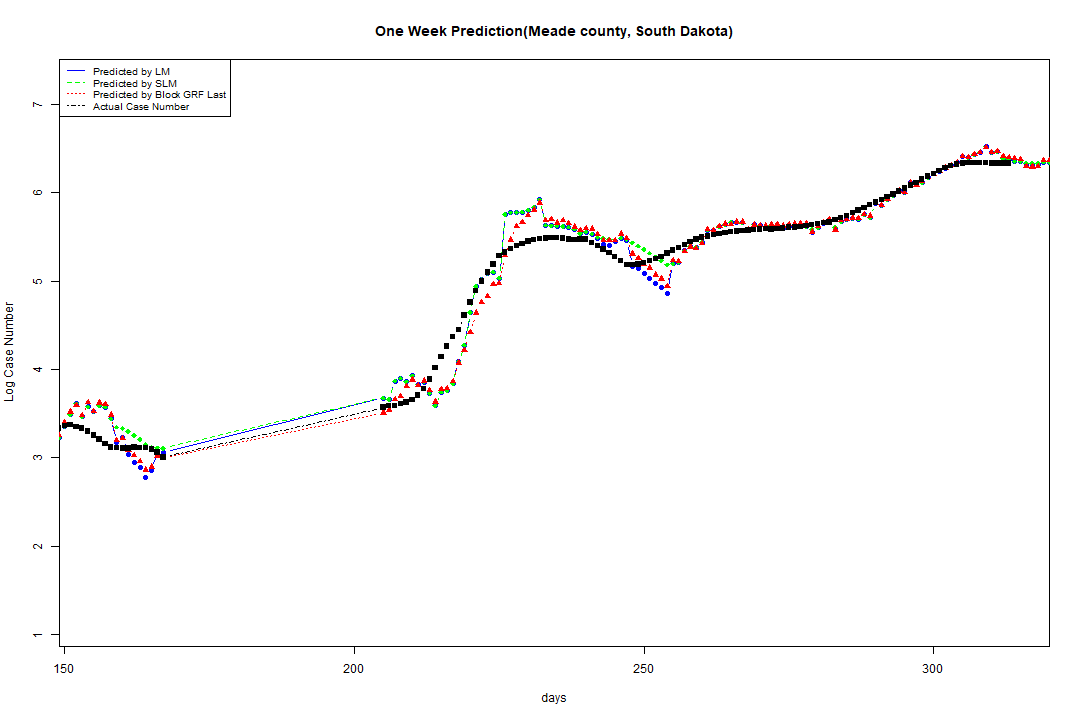 One Week Prediction(Meade county, South Dakota)
Predicted by LM
Predicted by SLM
Predicted by Block GRF Last
Actual Case Number
7
6
5
4
3
2
1
Log Case Number
150 200 250 300
days